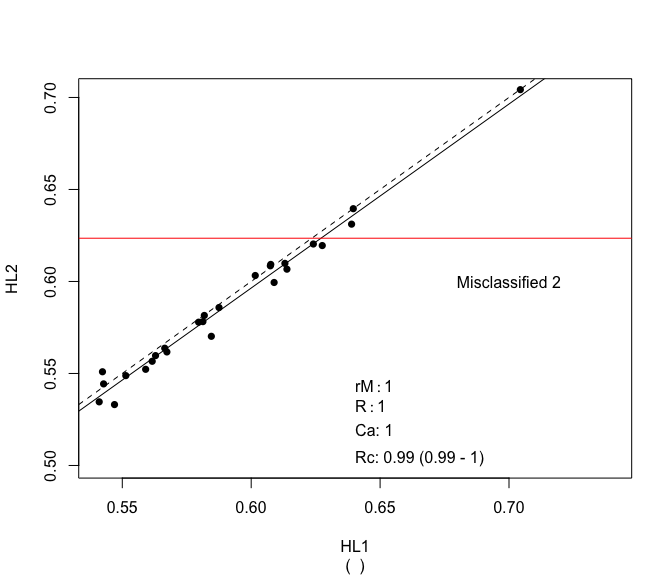 0.70
0.65
0.60
0.55
0.50
HL2
Misclassified 2
rM : 1
R : 1
Ca: 1
Rc: 0.99 (0.99 - 1)
0.55 0.60 0.65 0.70
HL1
( )